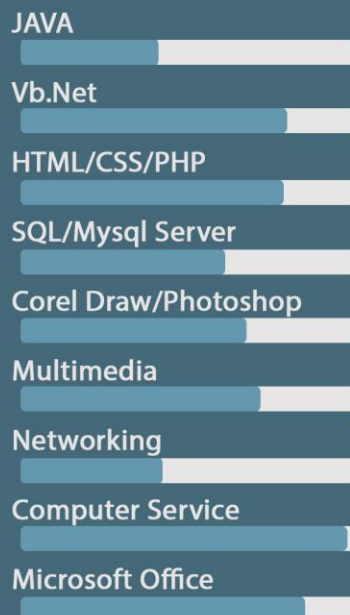 JAVA
Vb.Net
HTML/CSS/PHP
SQL/Mysql Server
Corel Draw/Photoshop
Multimedia
Networking
Computer Service
Microsoft Office